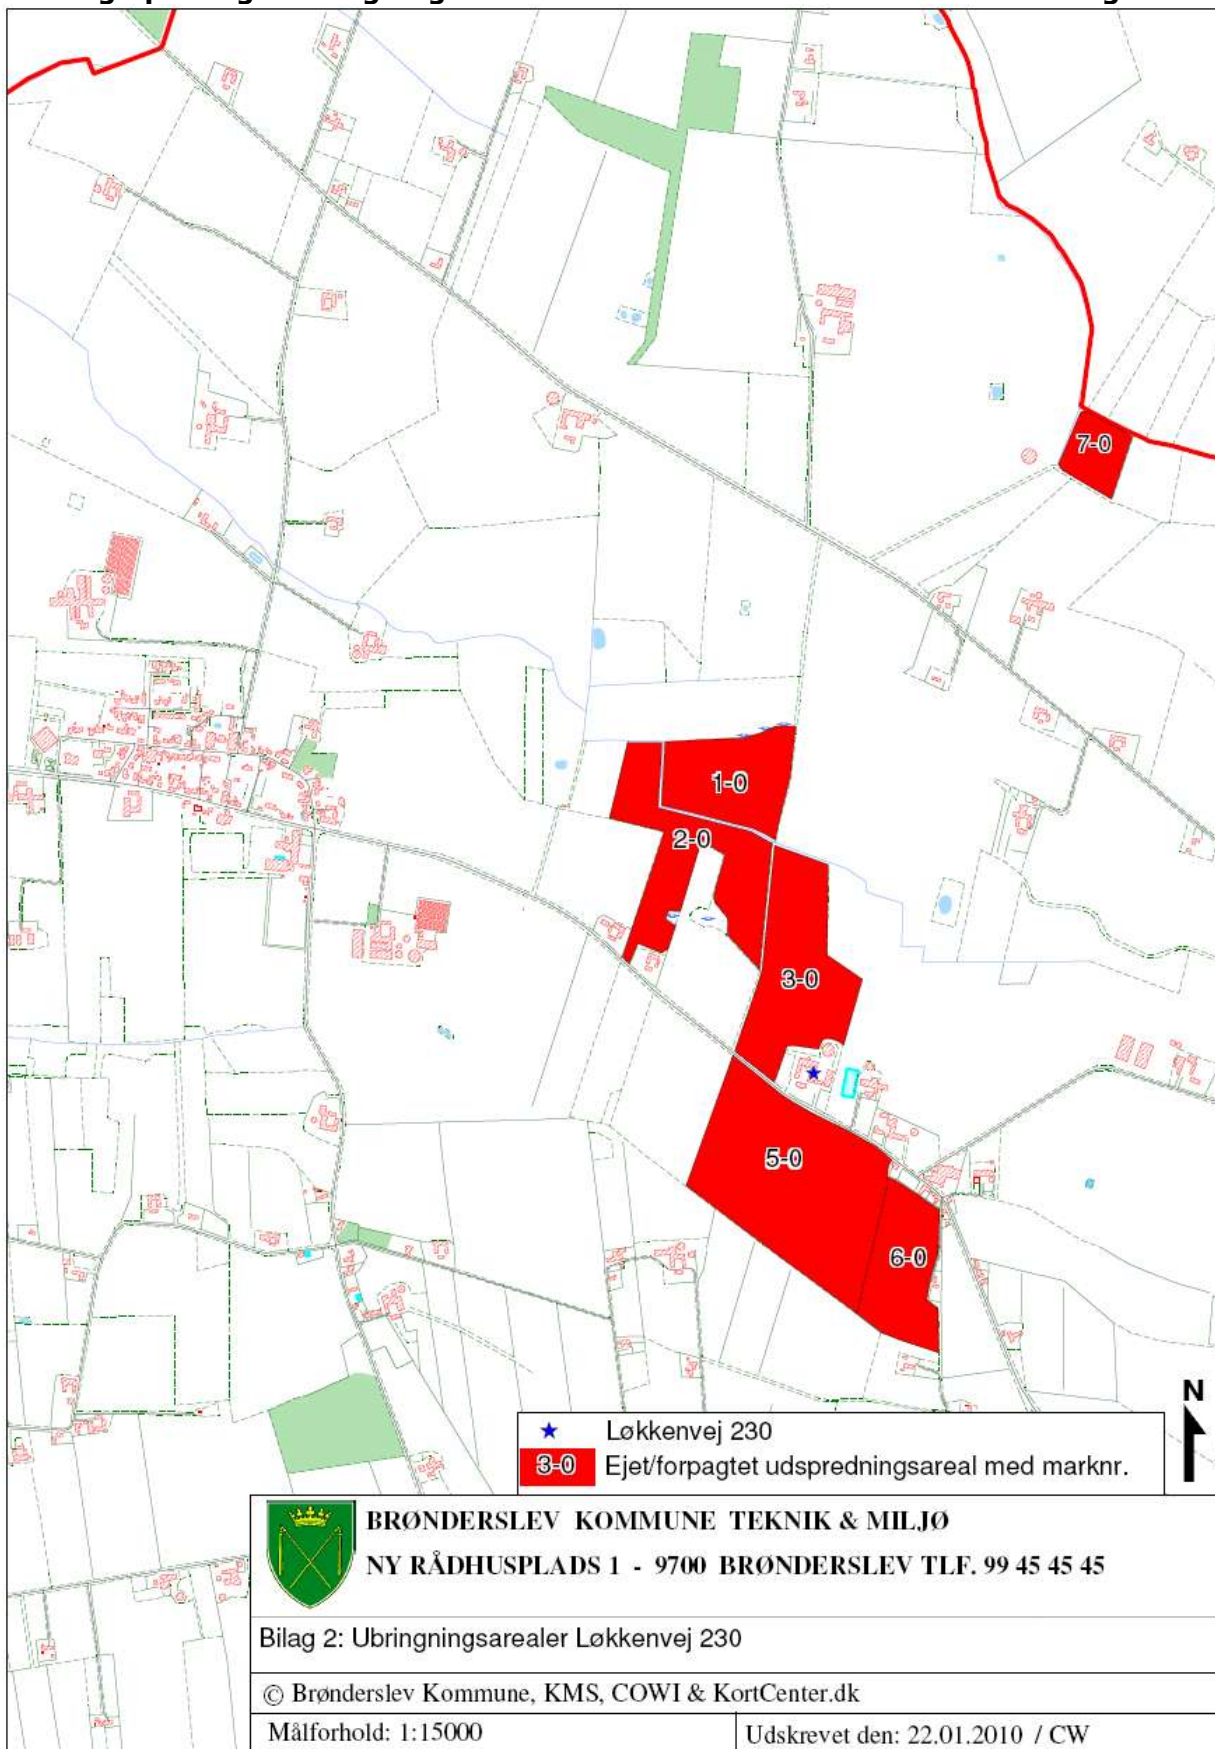 7-0
1-0
2-0
3-0
5-0
6-0
N
Løkkenvej 230
3-0 Ejet/forpagtet udspredningsareal med marknr.
BRØNDERSLEV KOMMUNE TEKNIK & MILJØ
NY RÅDHUSPLADS 1 - 9700 BRØNDERSLEV TLF. 99 45 45 45
Bilag 2: Ubringningsarealer Løkkenvej 230
© Brønderslev Kommune, KMS, COWI & KortCenter.dk
Målforhold: 1:15000
Udskrevet den: 22.01.2010 / CW